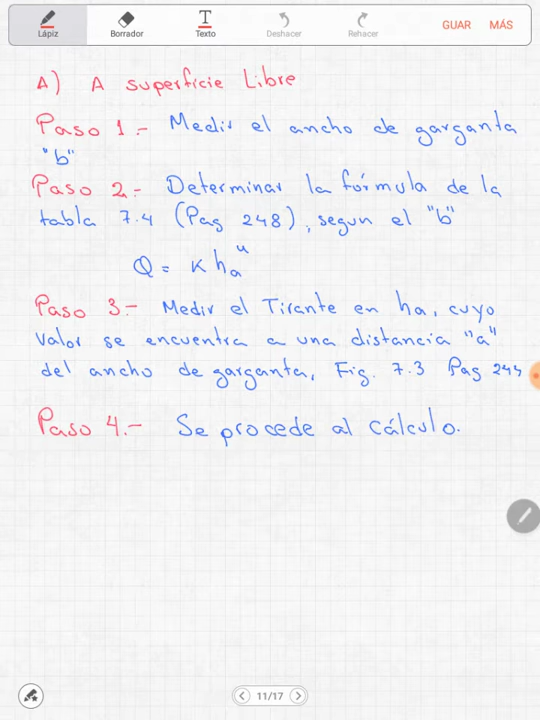 Lápiz Borrador Texto Deshacer Rehacer GUAR MÁS
A) A superficie Libre
Paso 1.- Medir el ancho de garganta
"b"
Paso 2.- Determinar la fórmula de la
tabla 7.4 (Pag 248), segun el "b"
Q = K ha^u
Paso 3.- Medir el Tirante en ha, cuyo
Valor se encuentra a una distancia "a"
del ancho de garganta, Fig. 7.3 Pag 244
Paso 4.- Se procede al cálculo.
11/17